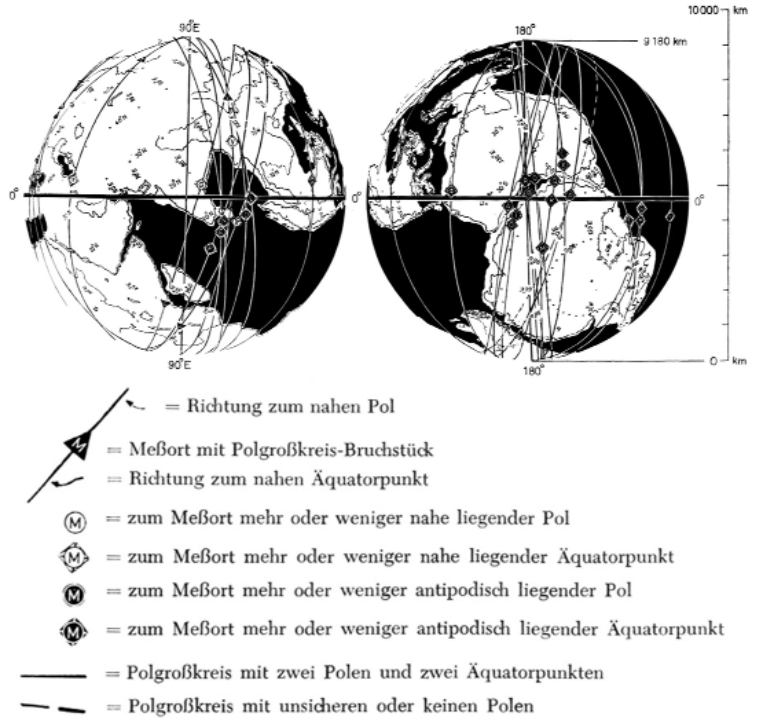 10000 km
90°E
180°
9 180 km
0°
0°
0°
0 km
90°E
180°
= Richtung zum nahen Pol
M = Meßort mit Polgroßkreis-Bruchstück
= Richtung zum nahen Äquatorpunkt
M = zum Meßort mehr oder weniger nahe liegender Pol
M = zum Meßort mehr oder weniger nahe liegender Äquatorpunkt
M = zum Meßort mehr oder weniger antipodisch liegender Pol
M = zum Meßort mehr oder weniger antipodisch liegender Äquatorpunkt
= Polgroßkreis mit zwei Polen und zwei Äquatorpunkten
= Polgroßkreis mit unsicheren oder keinen Polen